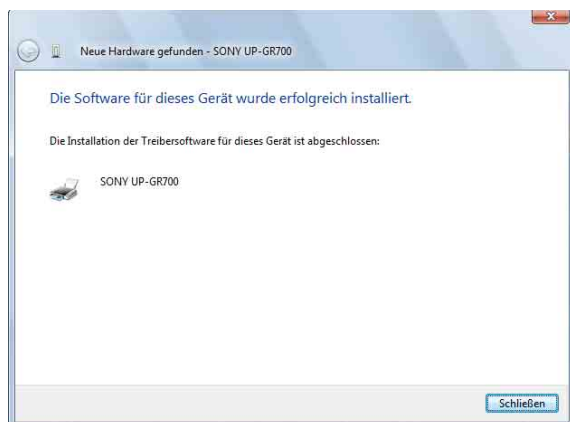 Neue Hardware gefunden - SONY UP-GR700
Die Software für dieses Gerät wurde erfolgreich installiert.
Die Installation der Treibersoftware für dieses Gerät ist abgeschlossen:
SONY UP-GR700
Schließen